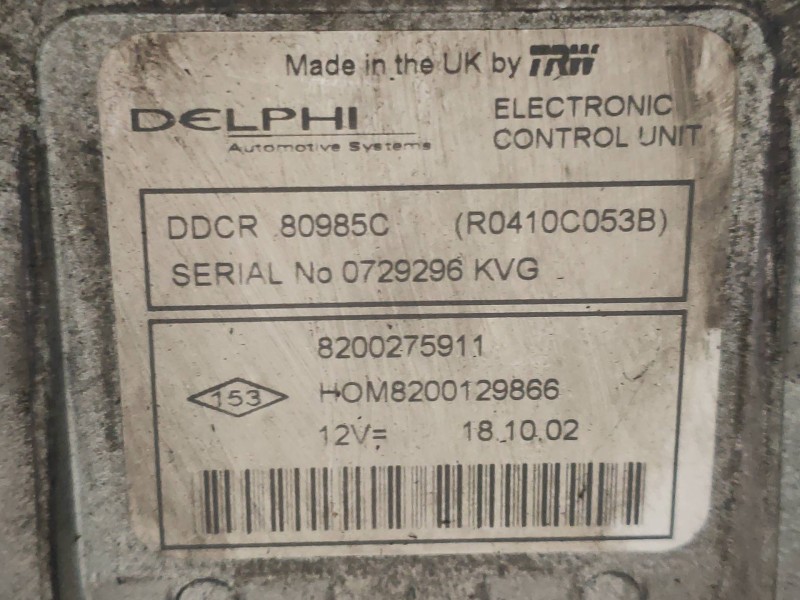 Made in the UK by TRW
DELPHI
Automotive Systems
ELECTRONIC
CONTROL UNIT
DDCR 80985C (R0410C053B)
SERIAL No 0729296 KVG
8200275911
153 HOM8200129866
12V= 18.10.02